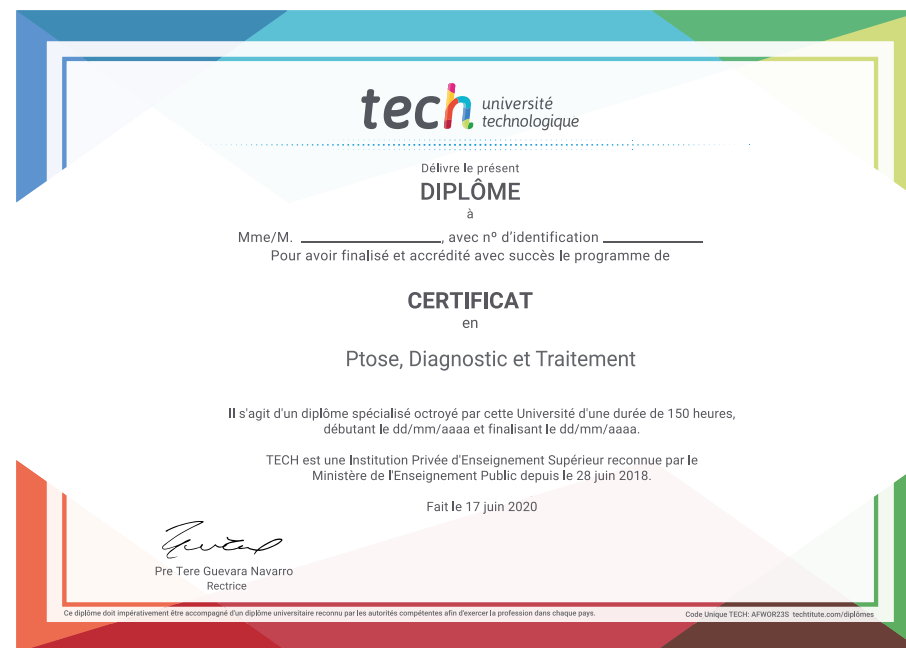 tech université
technologique
Délivre le présent
DIPLÔME
à
Mme/M. ____________________, avec nº d'identification ______________
Pour avoir finalisé et accrédité avec succès le programme de
CERTIFICAT
en
Ptose, Diagnostic et Traitement
Il s'agit d'un diplôme spécialisé octroyé par cette Université d'une durée de 150 heures,
débutant le dd/mm/aaaa et finalisant le dd/mm/aaaa.
TECH est une Institution Privée d'Enseignement Supérieur reconnue par le
Ministère de l'Enseignement Public depuis le 28 juin 2018.
Fait le 17 juin 2020
Pre Tere Guevara Navarro
Rectrice
Ce diplôme doit impérativement être accompagné d'un diplôme universitaire reconnu par les autorités compétentes afin d'exercer la profession dans chaque pays.
Code Unique TECH: AFWOR23S techtitute.com/diplômes